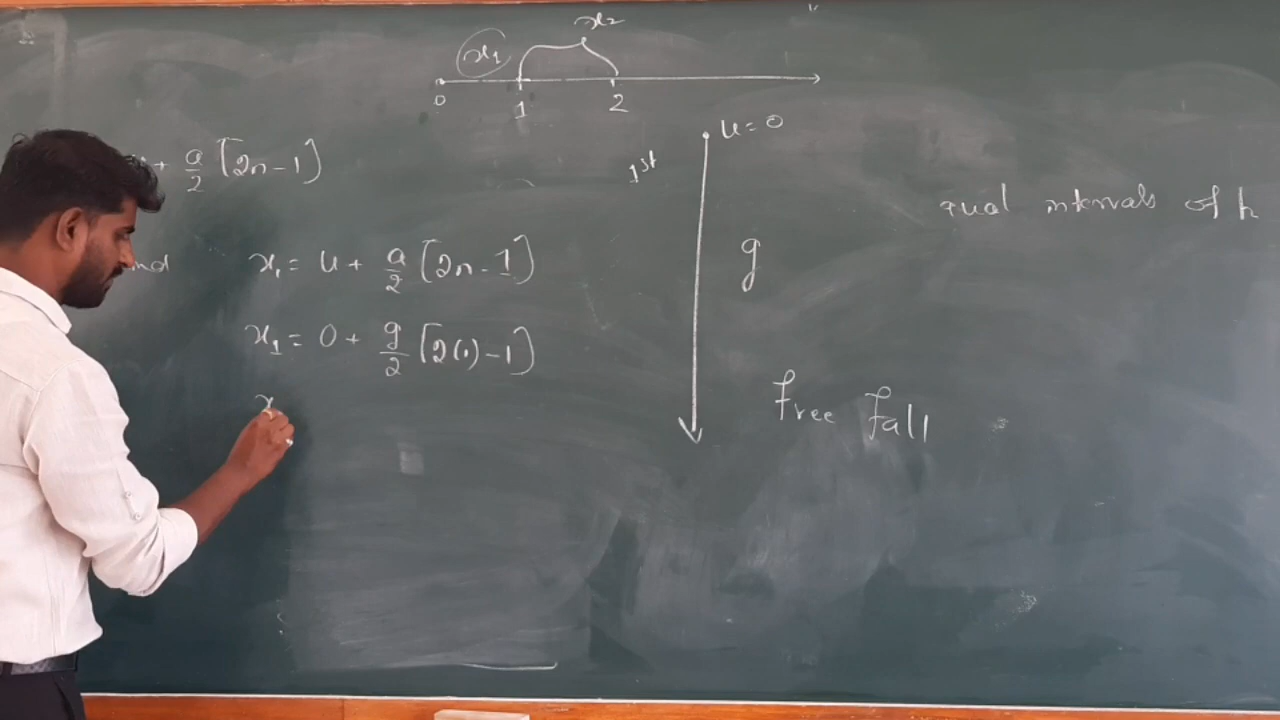 x₁ x₂
0 1 2
+ a/2 [2n-1]
1st
u=0
intervals of h
x₁ = u + a/2 [2n-1]
g
x₁ = 0 + g/2 [2(1)-1]
x
free fall